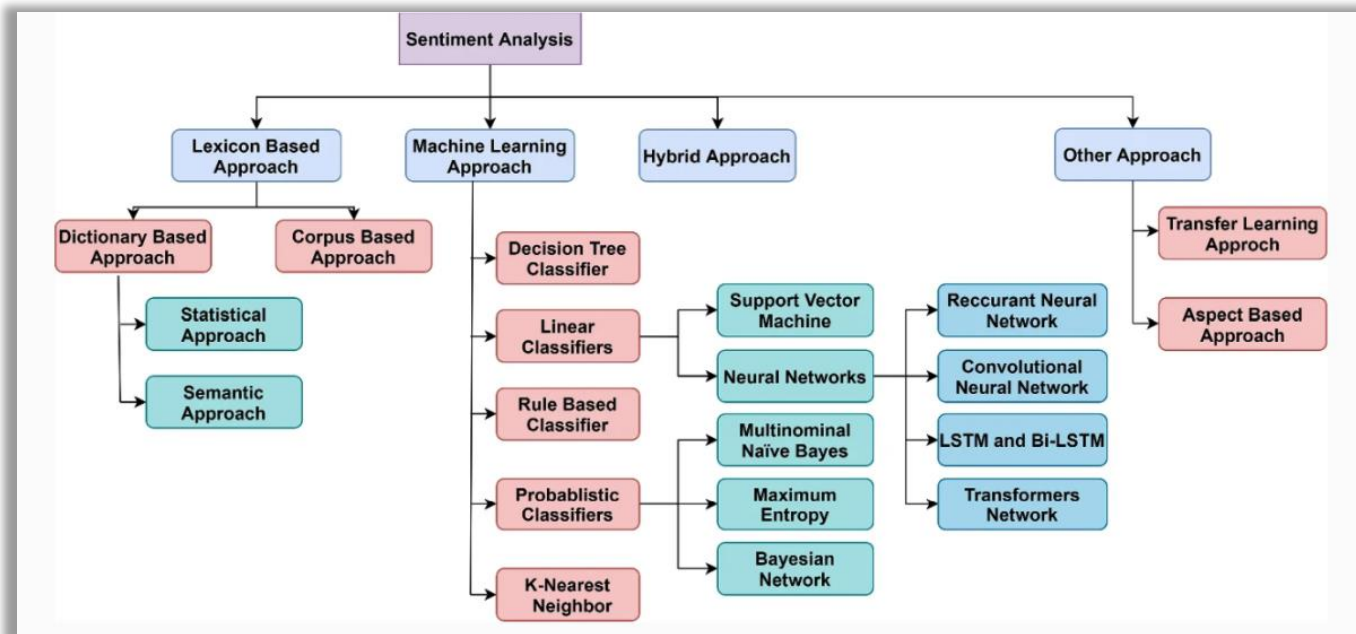 Sentiment Analysis
Lexicon Based
Approach
Machine Learning
Approach
Hybrid Approach
Other Approach
Dictionary Based
Approach
Corpus Based
Approach
Statistical
Approach
Semantic
Approach
Decision Tree
Classifier
Linear
Classifiers
Rule Based
Classifier
Probablistic
Classifiers
K-Nearest
Neighbor
Support Vector
Machine
Neural Networks
Multinominal
Naïve Bayes
Maximum
Entropy
Bayesian
Network
Reccurant Neural
Network
Convolutional
Neural Network
LSTM and Bi-LSTM
Transformers
Network
Transfer Learning
Approch
Aspect Based
Approach